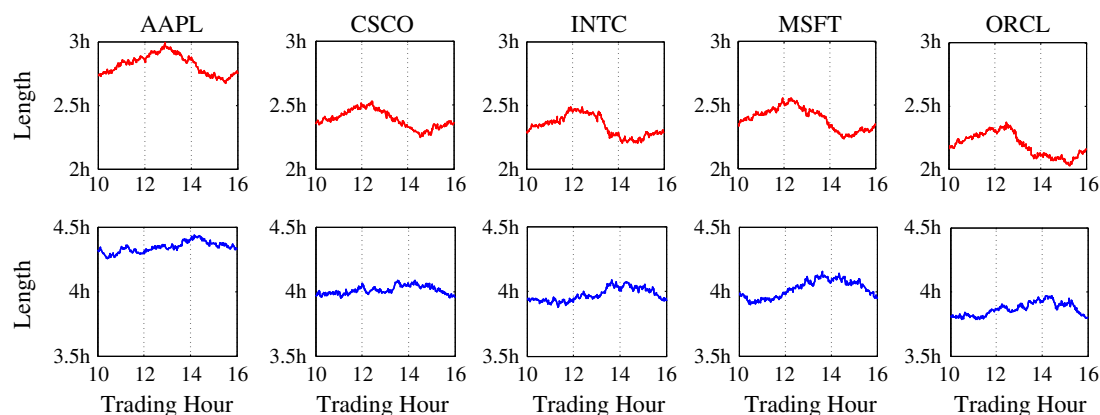 AAPL CSCO INTC MSFT ORCL
3h 3h 3h 3h 3h
Length
2.5h 2.5h 2.5h 2.5h 2.5h
2h 2h 2h 2h 2h
10 12 14 16 10 12 14 16 10 12 14 16 10 12 14 16 10 12 14 16
4.5h 4.5h 4.5h 4.5h 4.5h
Length
4h 4h 4h 4h 4h
3.5h 3.5h 3.5h 3.5h 3.5h
10 12 14 16 10 12 14 16 10 12 14 16 10 12 14 16 10 12 14 16
Trading Hour Trading Hour Trading Hour Trading Hour Trading Hour